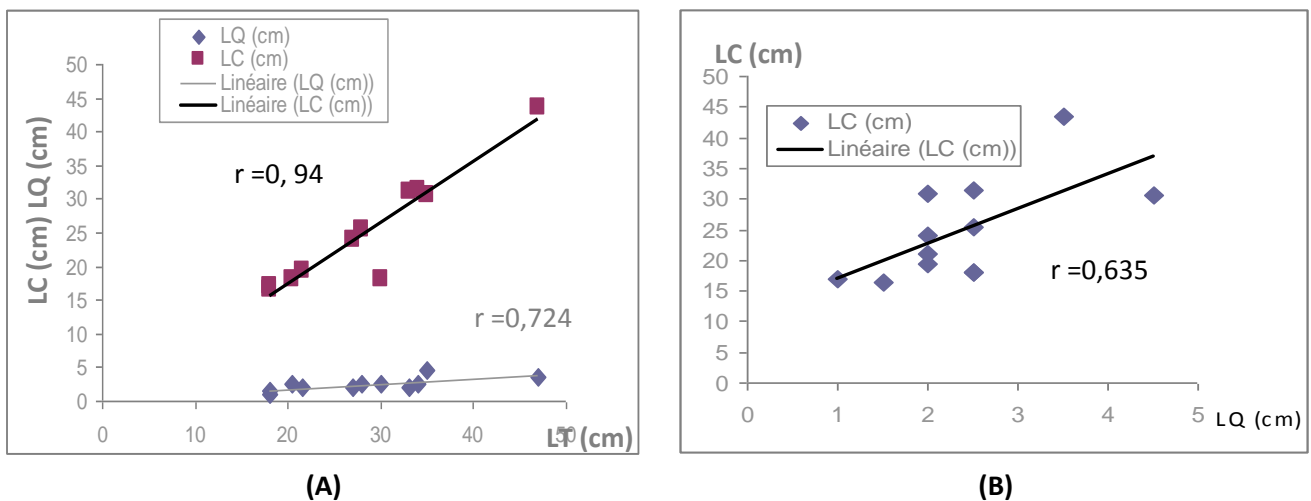 LQ (cm)
LC (cm)
Linéaire (LQ (cm))
Linéaire (LC (cm))
LC (cm) LQ (cm)
50
45
40
35
30
25
20
15
10
5
0
r =0, 94
r =0,724
0 10 20 30 40 50
LT (cm)
(A)
LC (cm)
50
45
40
35
30
25
20
15
10
5
0
LC (cm)
Linéaire (LC (cm))
r =0,635
0 1 2 3 4 5
LQ (cm)
(B)